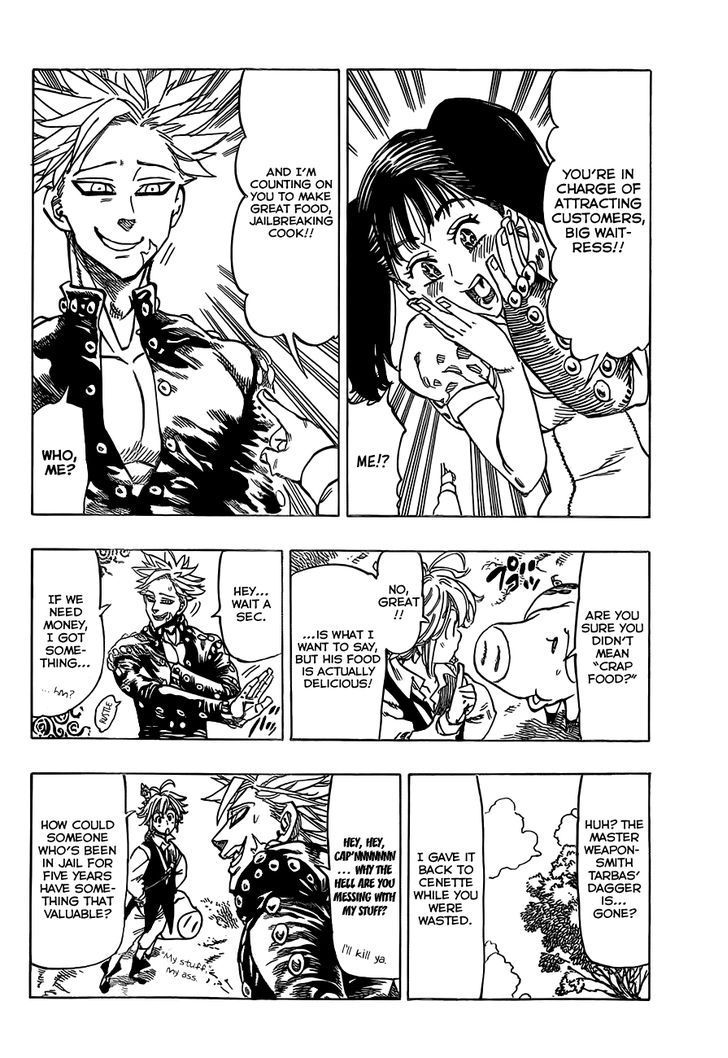 YOU'RE IN
CHARGE OF
ATTRACTING
CUSTOMERS,
BIG WAIT-
RESS!!
ME!?
AND I'M
COUNTING ON
YOU TO MAKE
GREAT FOOD,
JAILBREAKING
COOK!!
WHO,
ME?
ARE YOU
SURE YOU
DIDN'T
MEAN
"CRAP
FOOD?"
NO,
GREAT
!!
...IS WHAT I
WANT TO SAY,
BUT HIS FOOD
IS ACTUALLY
DELICIOUS!
HEY...
WAIT A
SEC.
IF WE
NEED
MONEY,
I GOT
SOME-
THING...
...hm?
RUSTLE
HUH? THE
MASTER
WEAPON-
SMITH
TARBAS'
DAGGER
IS...
GONE?
I GAVE IT
BACK TO
CENETTE
WHILE YOU
WERE
WASTED.
HEY, HEY,
CAP'NNNNNNN
... WHY THE
HELL ARE YOU
MESSING WITH
MY STUFF?
I'll kill ya.
HOW COULD
SOMEONE
WHO'S BEEN
IN JAIL FOR
FIVE YEARS
HAVE SOME-
THING THAT
VALUABLE?
"My stuff,"
my ass.